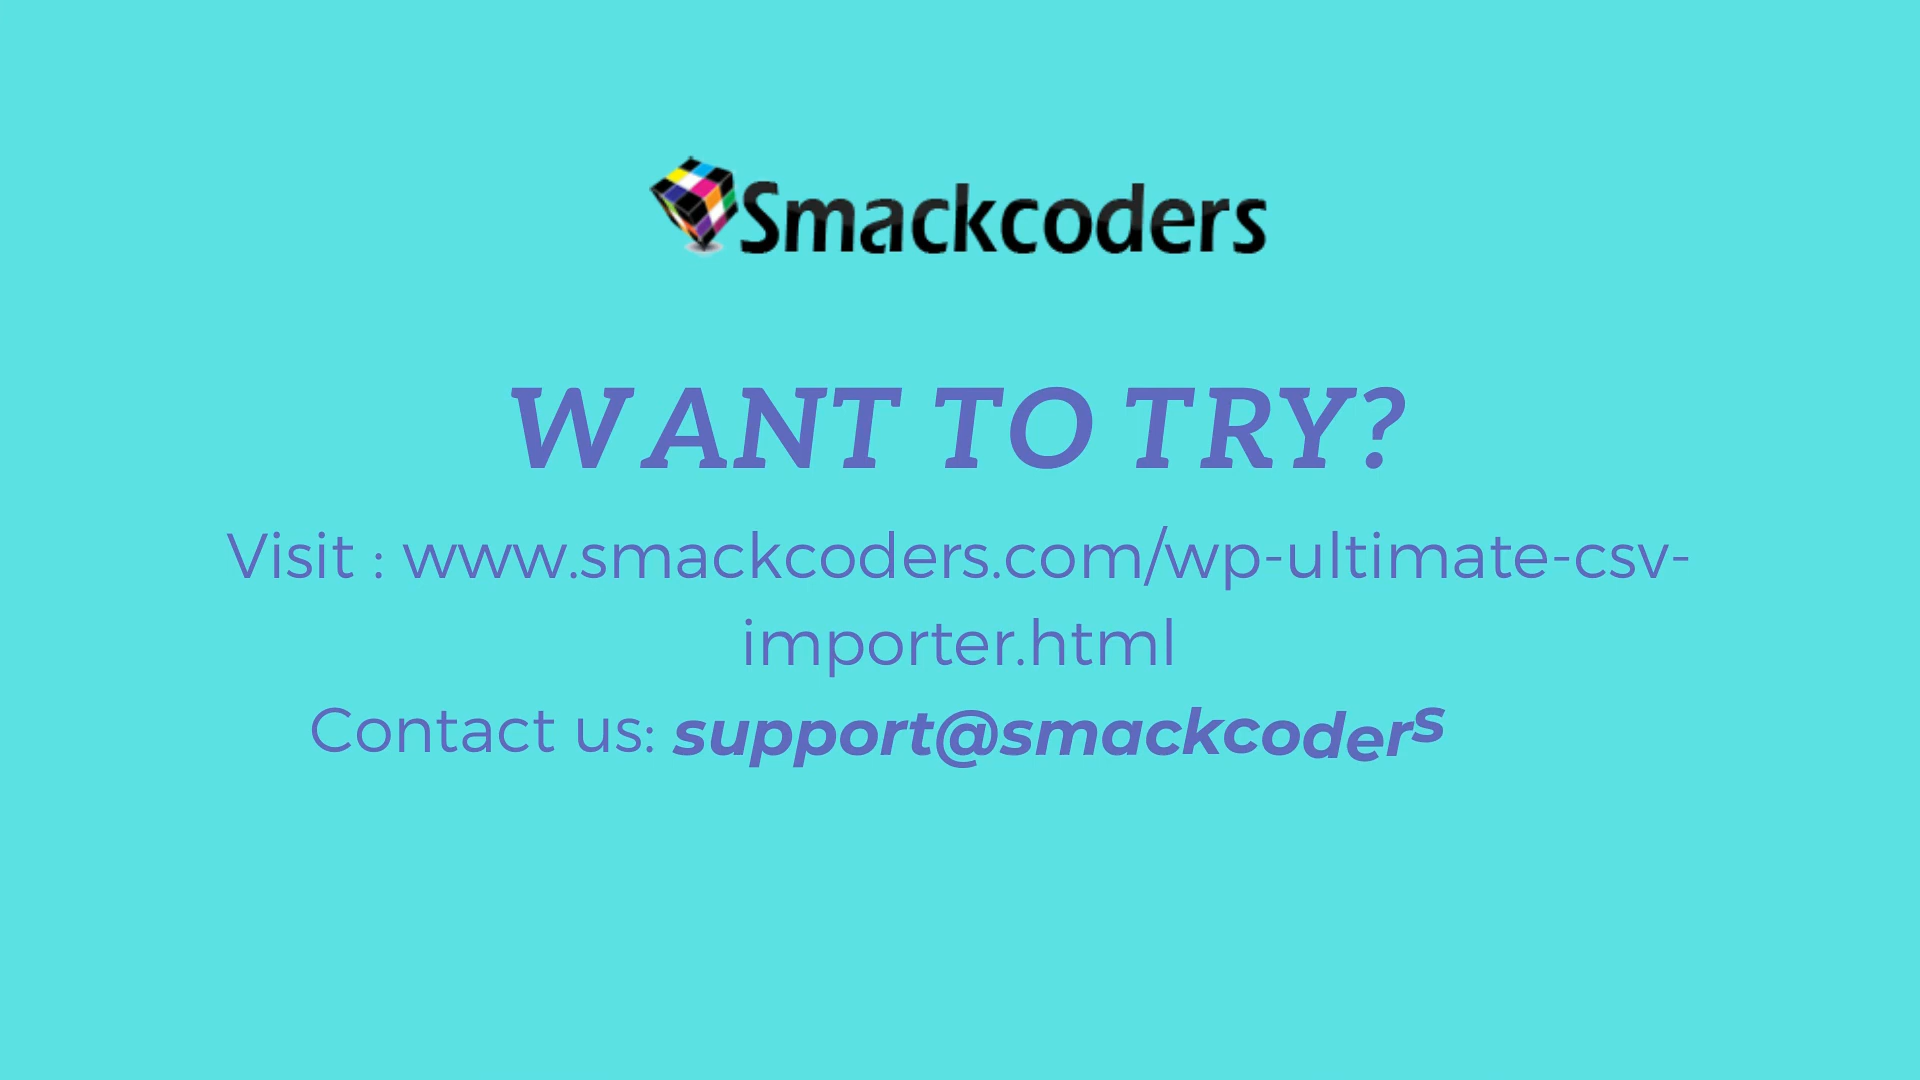 Smackcoders
WANT TO TRY?
Visit : www.smackcoders.com/wp-ultimate-csv-
importer.html
Contact us: support@smackcoders